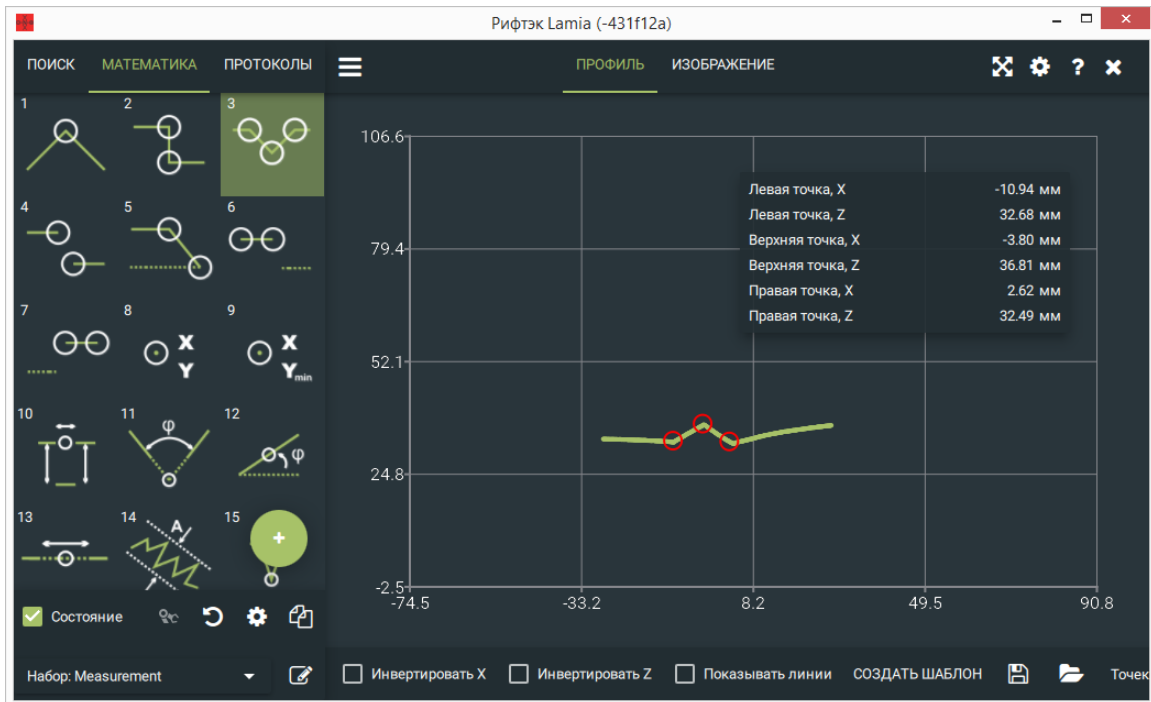 Рифтэк Lamia (-431f12a)
ПОИСК МАТЕМАТИКА ПРОТОКОЛЫ ПРОФИЛЬ ИЗОБРАЖЕНИЕ ?
1 2 3
4 5 6
7 8 9
X X
Y Ymin
10 11 12
φ φ
13 14 15
A
+
106.6
79.4
52.1
24.8
-2.5
-74.5 -33.2 8.2 49.5 90.8
Левая точка, X -10.94 мм
Левая точка, Z 32.68 мм
Верхняя точка, X -3.80 мм
Верхняя точка, Z 36.81 мм
Правая точка, X 2.62 мм
Правая точка, Z 32.49 мм
Состояние
Набор: Measurement
Инвертировать X Инвертировать Z Показывать линии СОЗДАТЬ ШАБЛОН Точек